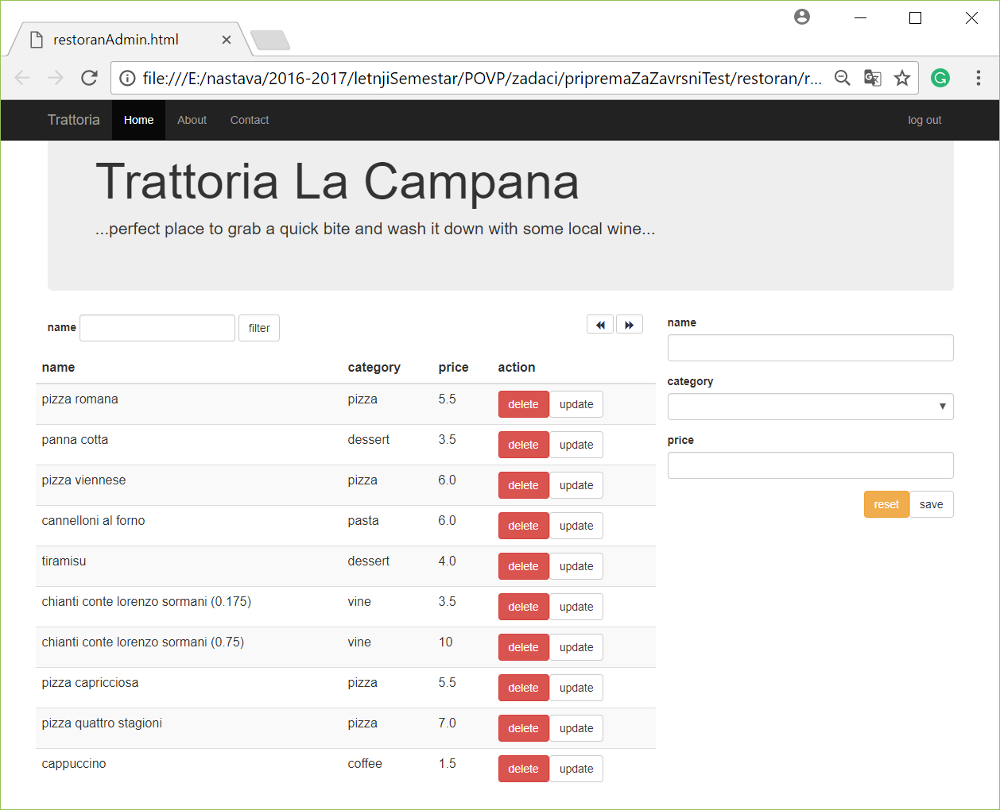 restoranAdmin.html
file:///E:/nastava/2016-2017/letnjiSemestar/POVP/zadaci/pripremaZaZavrsniTest/restoran/r...
Trattoria Home About Contact log out
Trattoria La Campana
...perfect place to grab a quick bite and wash it down with some local wine...
name filter
name category price action
pizza romana pizza 5.5 delete update
panna cotta dessert 3.5 delete update
pizza viennese pizza 6.0 delete update
cannelloni al forno pasta 6.0 delete update
tiramisu dessert 4.0 delete update
chianti conte lorenzo sormani (0.175) vine 3.5 delete update
chianti conte lorenzo sormani (0.75) vine 10 delete update
pizza capricciosa pizza 5.5 delete update
pizza quattro stagioni pizza 7.0 delete update
cappuccino coffee 1.5 delete update
name
category
price
reset save